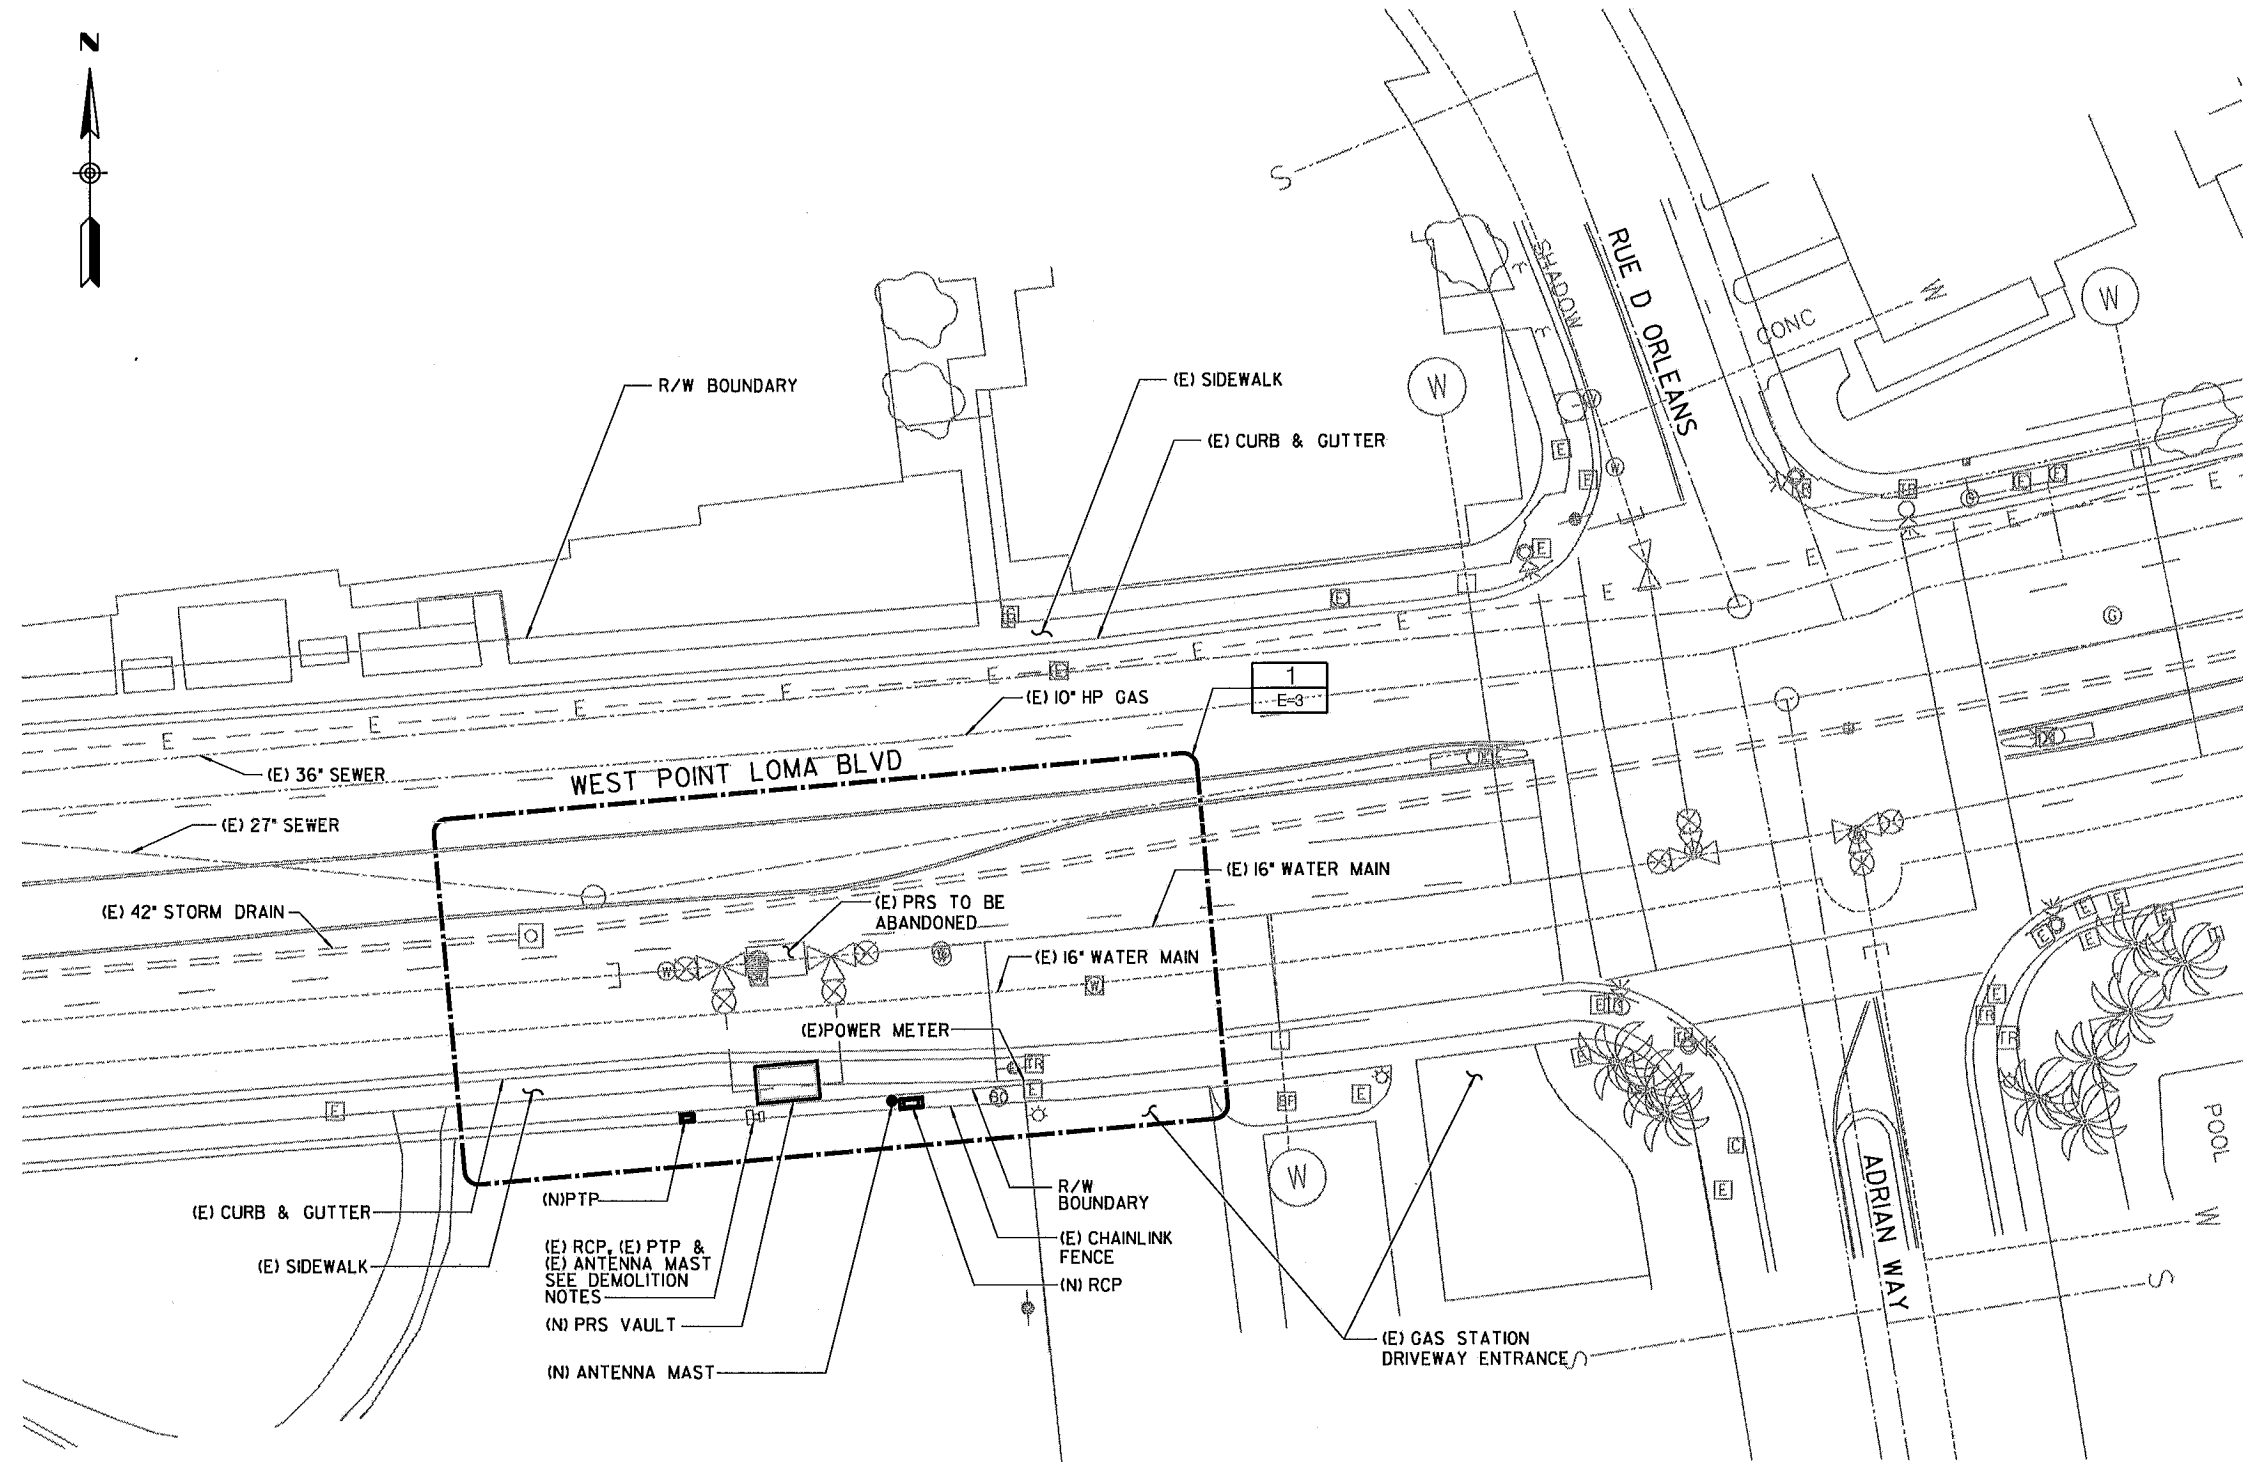 N
R/W BOUNDARY
(E) SIDEWALK
(E) CURB & GUTTER
S
SHADOW
RUE D ORLEANS
CONC
W
W
W
1
E-3
(E) 10" HP GAS
(E) 36" SEWER
WEST POINT LOMA BLVD
(E) 27" SEWER
(E) 42" STORM DRAIN
(E) PRS TO BE
ABANDONED
(E) 16" WATER MAIN
(E) 16" WATER MAIN
(E)POWER METER
E
E
E
E
E
E
E
E
E
E
E
G
W
W
TR
E
E
E
TR
TR
C
E
POOL
W
S
W
ADRIAN WAY
(N)PTP
(E) CURB & GUTTER
(E) SIDEWALK
(E) RCP, (E) PTP &
(E) ANTENNA MAST
SEE DEMOLITION
NOTES
(N) PRS VAULT
(N) ANTENNA MAST
R/W
BOUNDARY
(E) CHAINLINK
FENCE
(N) RCP
(E) GAS STATION
DRIVEWAY ENTRANCE
S